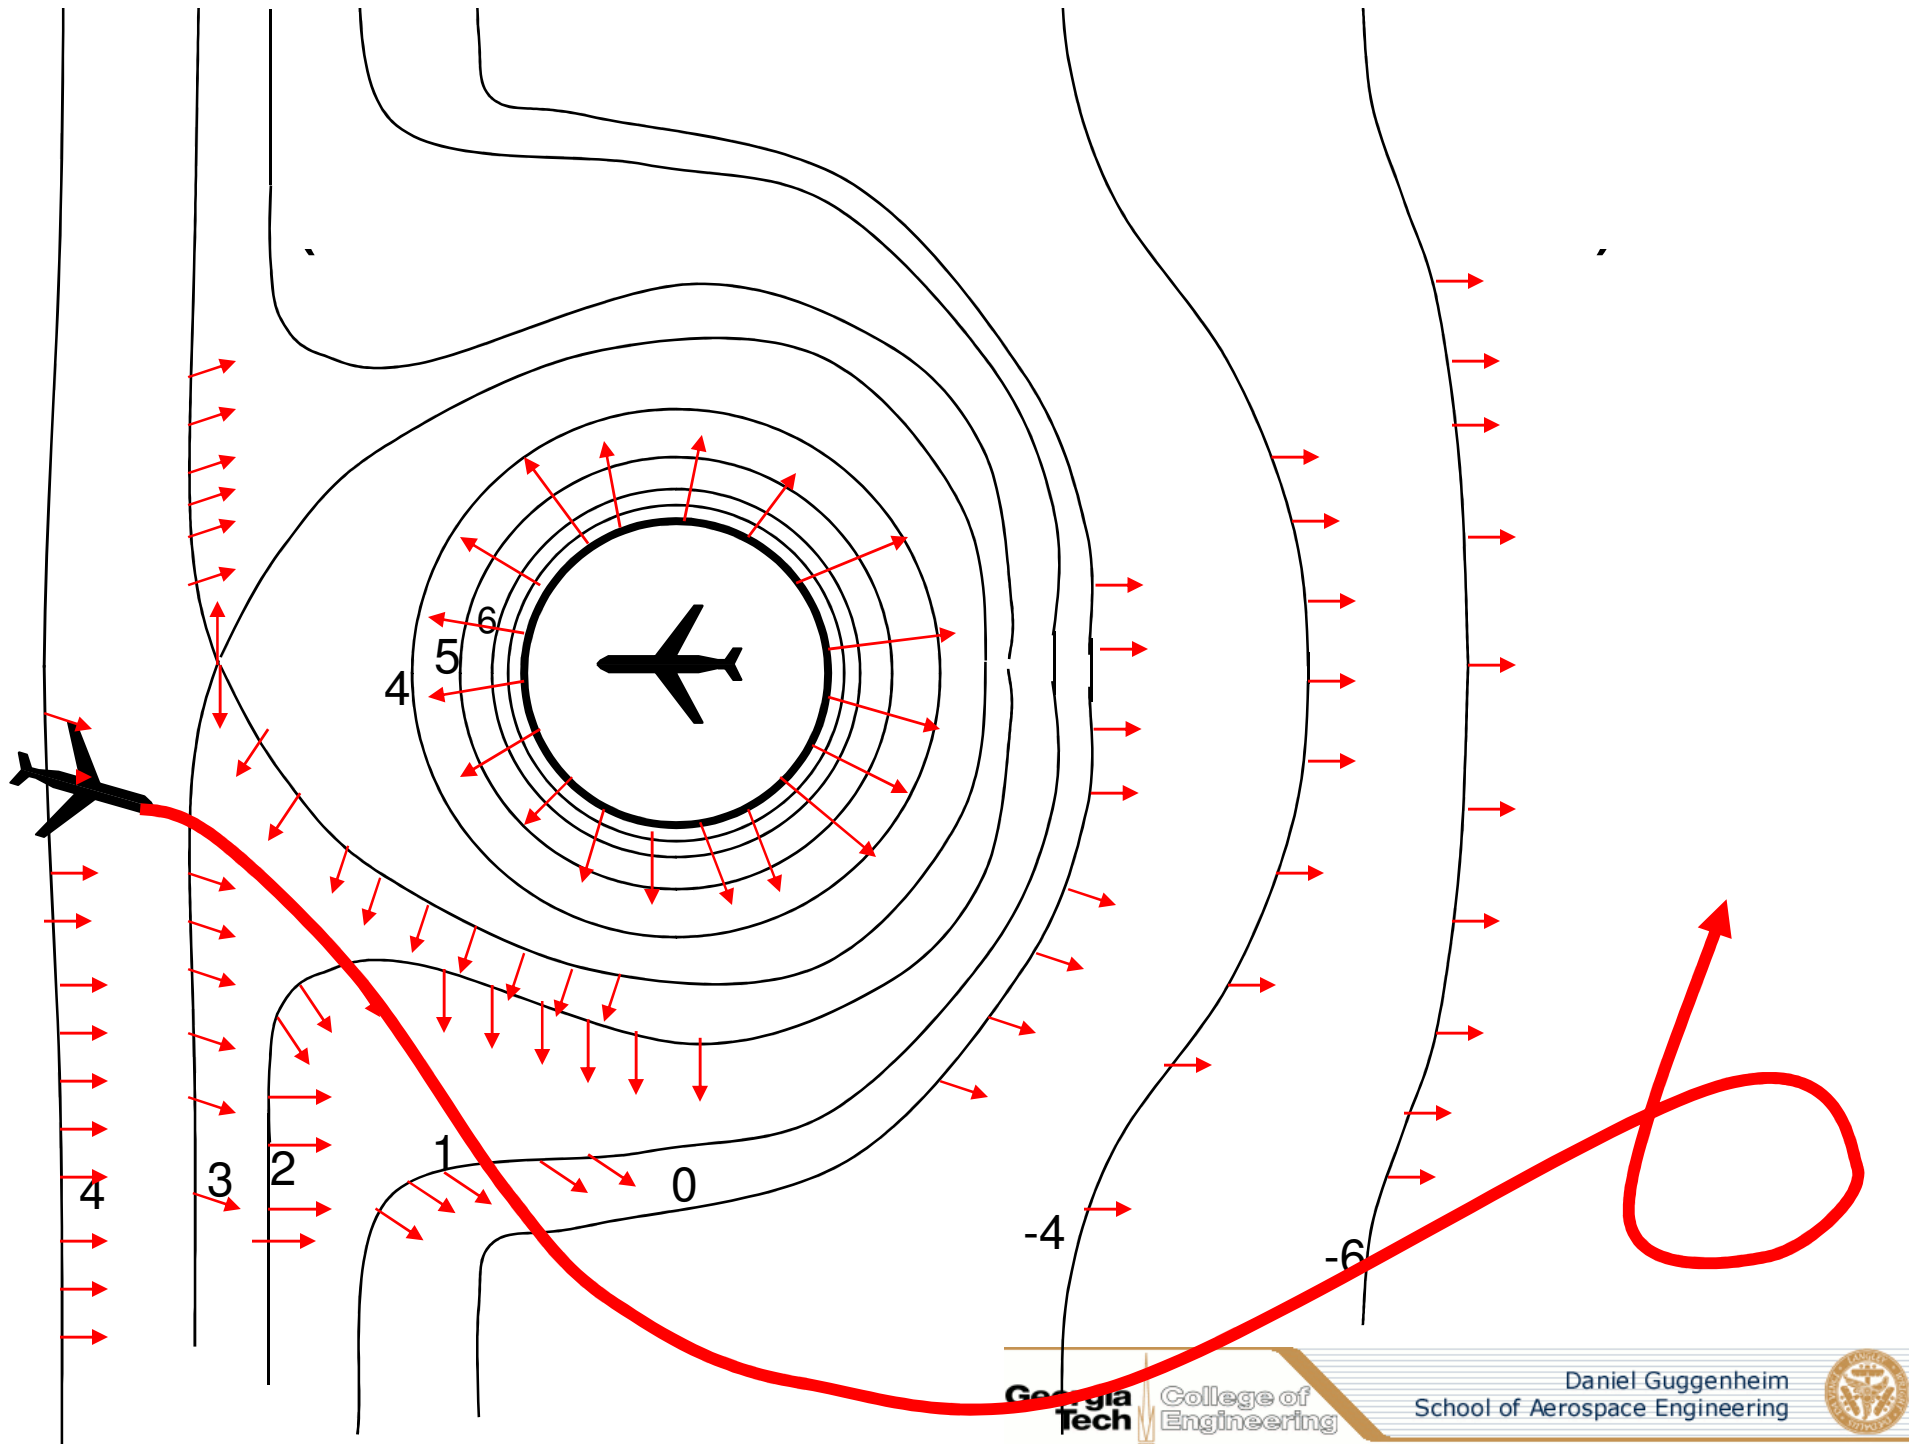 6
5
4
1
2
3
4
0
-4
-6
Georgia
Tech
College of
Engineering
Daniel Guggenheim
School of Aerospace Engineering